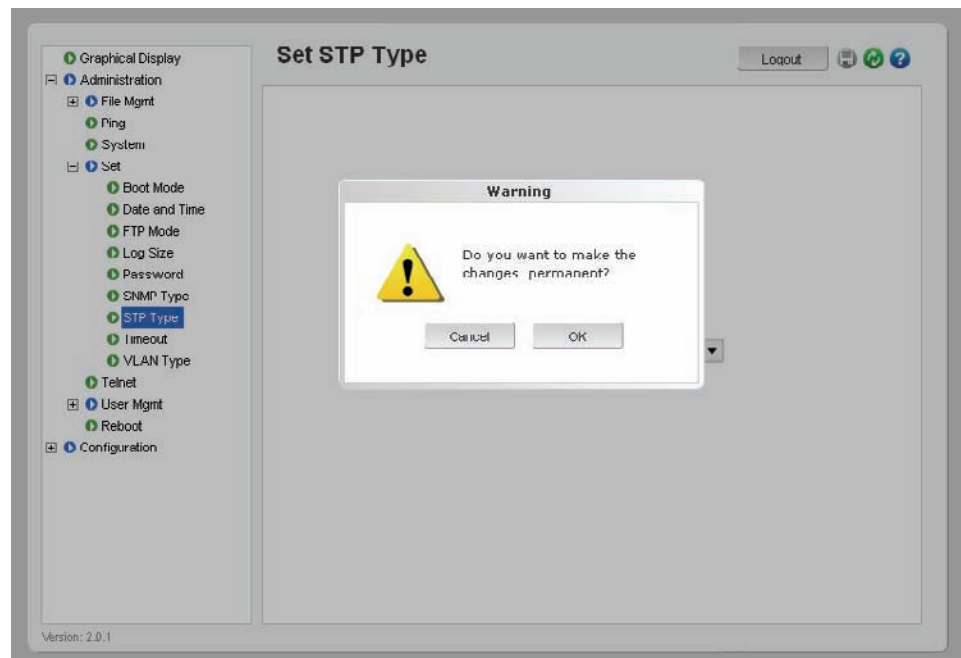 Graphical Display
Administration
File Mgmt
Ping
System
Set
Boot Mode
Date and Time
FTP Mode
Log Size
Password
SNMP Type
STP Type
Timeout
VLAN Type
Telnet
User Mgmt
Reboot
Configuration
Set STP Type
Logout
Warning
Do you want to make the
changes permanent?
Cancel
OK
Version: 2.0.1